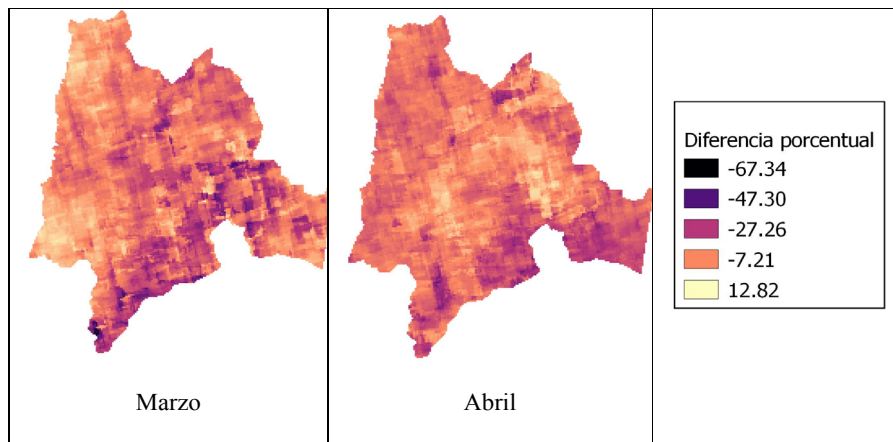 Marzo
Abril
Diferencia porcentual
-67.34
-47.30
-27.26
-7.21
12.82